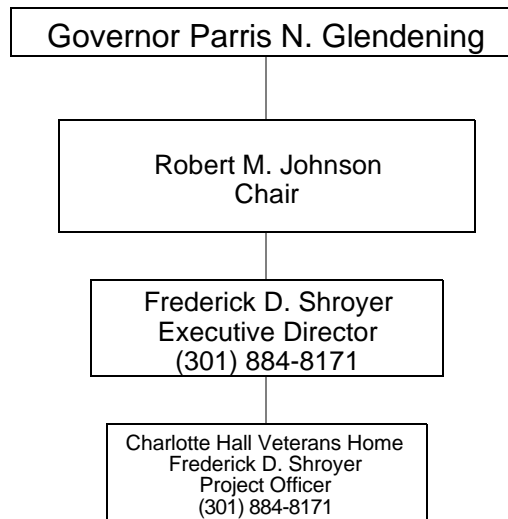 Governor Parris N. Glendening
Robert M. Johnson
Chair
Frederick D. Shroyer
Executive Director
(301) 884-8171
Charlotte Hall Veterans Home
Frederick D. Shroyer
Project Officer
(301) 884-8171